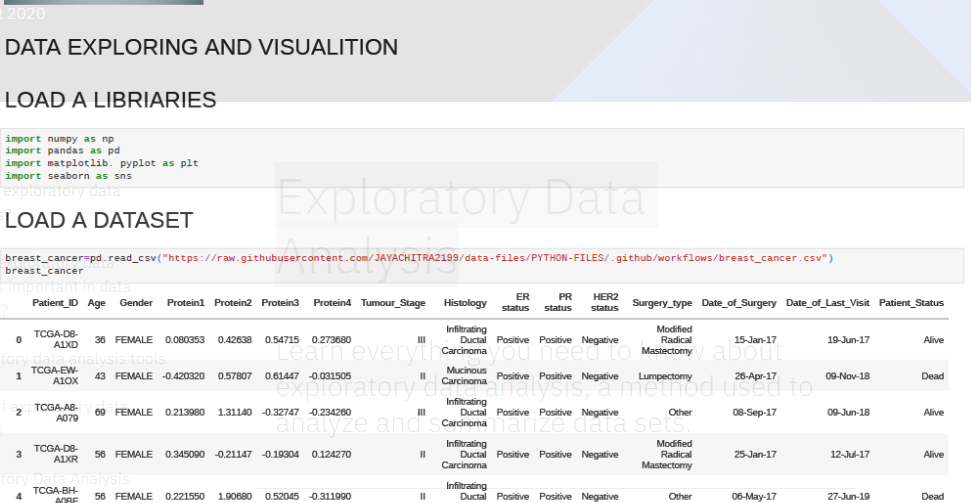 t 2020
DATA EXPLORING AND VISUALITION
LOAD A LIBRIARIES
import numpy as np
import pandas as pd
import matplotlib. pyplot as plt
import seaborn as sns
exploratory data
Exploratory Data
Analysis
LOAD A DATASET
breast_cancer=pd.read_csv("https://raw.githubusercontent.com/JAYACHITRA2199/data-files/PYTHON-FILES/.github/workflows/breast_cancer.csv")
breast_cancer
important in data
?
Patient_ID Age Gender Protein1 Protein2 Protein3 Protein4 Tumour_Stage Histology ER status PR status HER2 status Surgery_type Date_of_Surgery Date_of_Last_Visit Patient_Status
0 TCGA-D8-A1XD 36 FEMALE 0.080353 0.42638 0.54715 0.273680 III Infiltrating Ductal Carcinoma Positive Positive Negative Modified Radical Mastectomy 15-Jan-17 19-Jun-17 Alive
1 TCGA-EW-A1OX 43 FEMALE -0.420320 0.57807 0.61447 -0.031505 II Mucinous Carcinoma Positive Positive Negative Lumpectomy 26-Apr-17 09-Nov-18 Dead
2 TCGA-A8-A079 69 FEMALE 0.213980 1.31140 -0.32747 -0.234260 III Infiltrating Ductal Carcinoma Positive Positive Negative Other 08-Sep-17 09-Jun-18 Alive
3 TCGA-D8-A1XR 56 FEMALE 0.345090 -0.21147 -0.19304 0.124270 II Infiltrating Ductal Carcinoma Positive Positive Negative Modified Radical Mastectomy 25-Jan-17 12-Jul-17 Alive
4 TCGA-BH-A0BE 56 FEMALE 0.221550 1.90680 0.52045 -0.311990 II Infiltrating Ductal Positive Positive Negative Other 06-May-17 27-Jun-19 Dead
tory data analysis tools
Learn everything you need to know about
exploratory data analysis, a method used to
analyze and summarize data sets.
tory Data Analysis